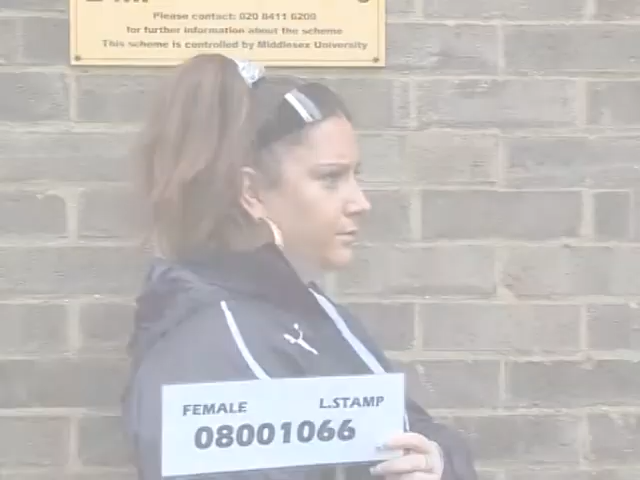 Please contact: 020 8411 6200
for further information about the scheme
This scheme is controlled by Middlesex University
FEMALE L.STAMP
08001066